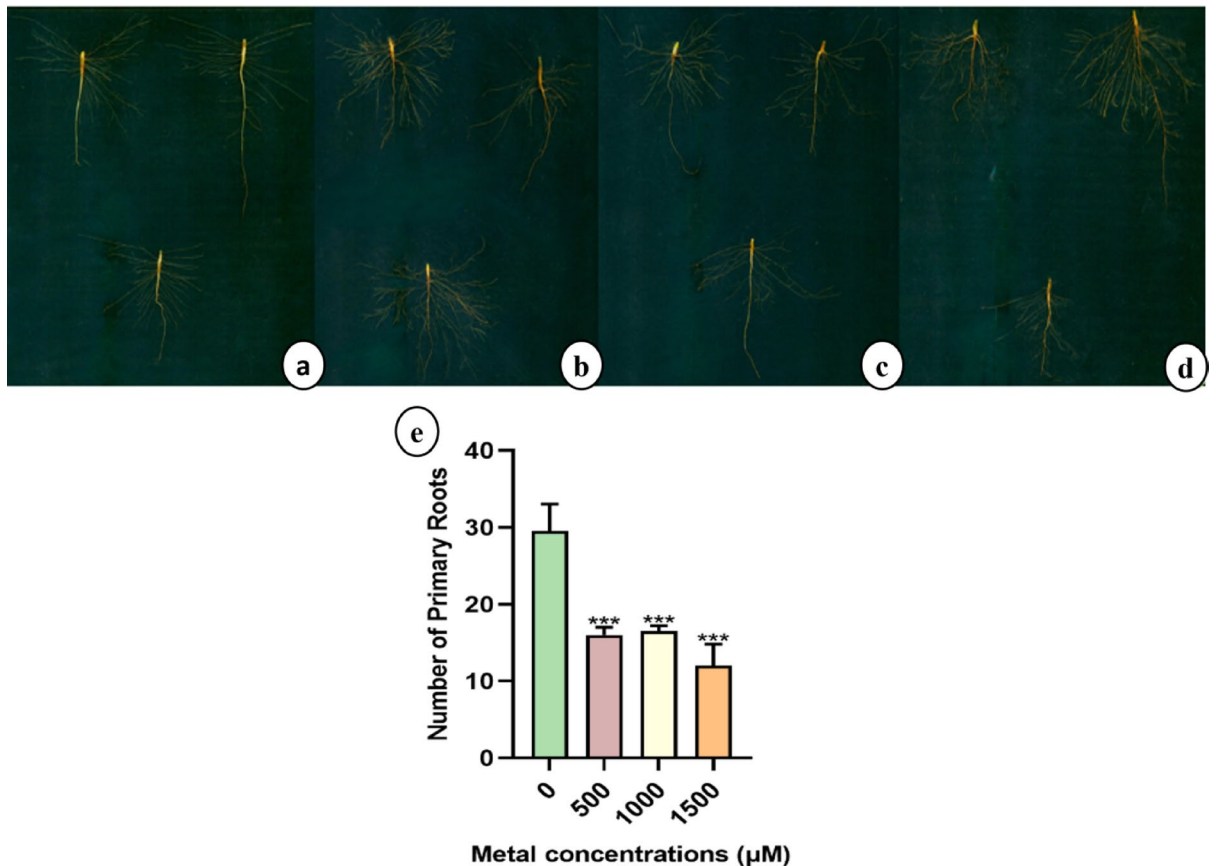 a
b
c
d
e
Number of Primary Roots
40
30
20
10
0
***
***
***
0
500
1000
1500
Metal concentrations (µM)